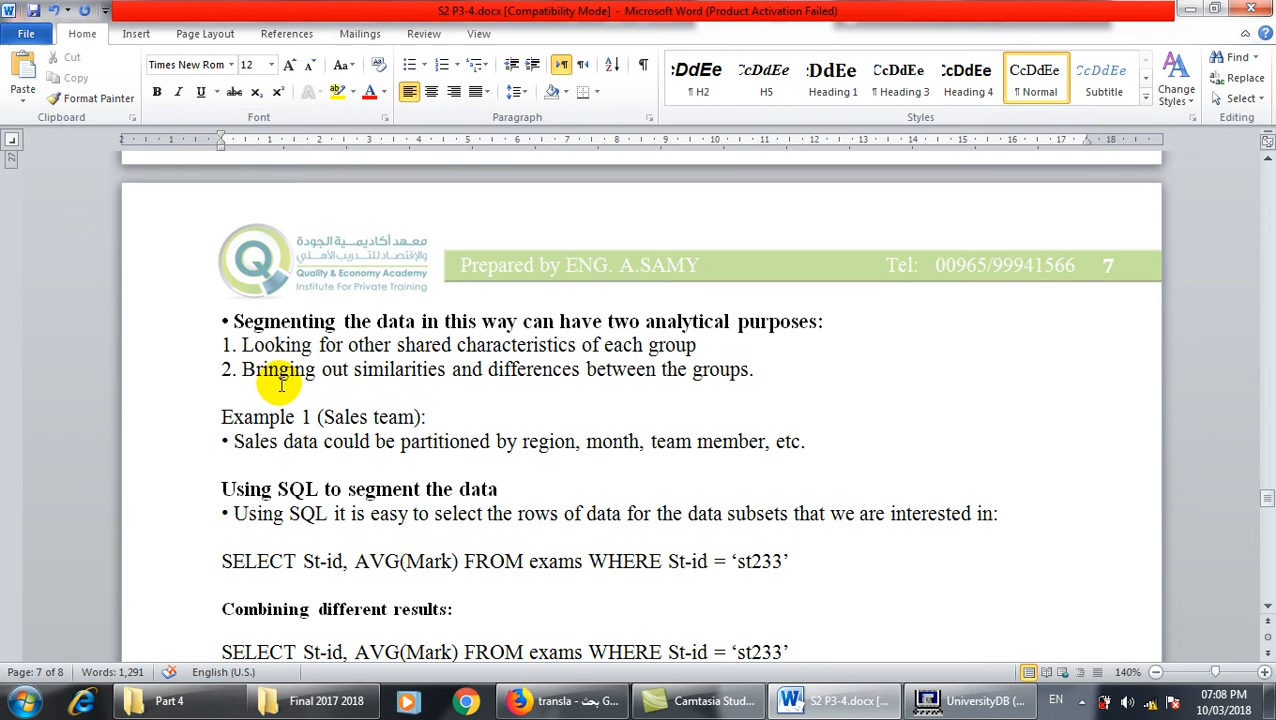 S2 P3-4.docx [Compatibility Mode] - Microsoft Word (Product Activation Failed)
File Home Insert Page Layout References Mailings Review View
Paste
Cut
Copy
Format Painter
Clipboard
Times New Rom 12
Font
Paragraph
AaBbCcDdEe
¶ H2
H5
Heading 1
¶ Heading 3
Heading 4
¶ Normal
Subtitle
Change Styles
Styles
Find
Replace
Select
Editing
معهد أكاديمية الجودة
والإقتصاد للتدريب الأهلي
Quality & Economy Academy
Institute For Private Training
Prepared by ENG. A.SAMY Tel: 00965/99941566 7
• Segmenting the data in this way can have two analytical purposes:
1. Looking for other shared characteristics of each group
2. Bringing out similarities and differences between the groups.
Example 1 (Sales team):
• Sales data could be partitioned by region, month, team member, etc.
Using SQL to segment the data
• Using SQL it is easy to select the rows of data for the data subsets that we are interested in:
SELECT St-id, AVG(Mark) FROM exams WHERE St-id = ‘st233’
Combining different results:
SELECT St-id, AVG(Mark) FROM exams WHERE St-id = ‘st233’
Page: 7 of 8 Words: 1,291 English (U.S.) 140%
Part 4 Final 2017 2018 transla - بحث G... Camtasia Stud... S2 P3-4.docx [... UniversityDB (... EN 07:08 PM
10/03/2018